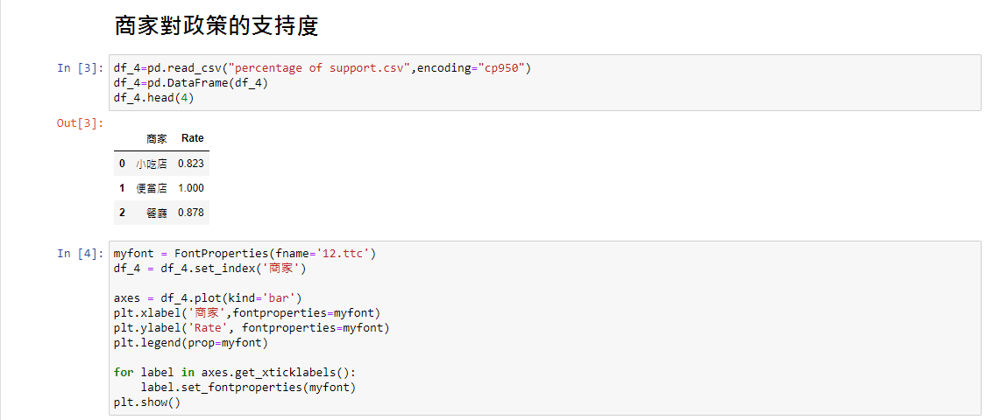 商家對政策的支持度
In [3]: df_4=pd.read_csv("percentage of support.csv",encoding="cp950")
df_4=pd.DataFrame(df_4)
df_4.head(4)
Out[3]:
商家 Rate
0 小吃店 0.823
1 便當店 1.000
2 餐廳 0.878
In [4]: myfont = FontProperties(fname='12.ttc')
df_4 = df_4.set_index('商家')
axes = df_4.plot(kind='bar')
plt.xlabel('商家',fontproperties=myfont)
plt.ylabel('Rate', fontproperties=myfont)
plt.legend(prop=myfont)
for label in axes.get_xticklabels():
    label.set_fontproperties(myfont)
plt.show()